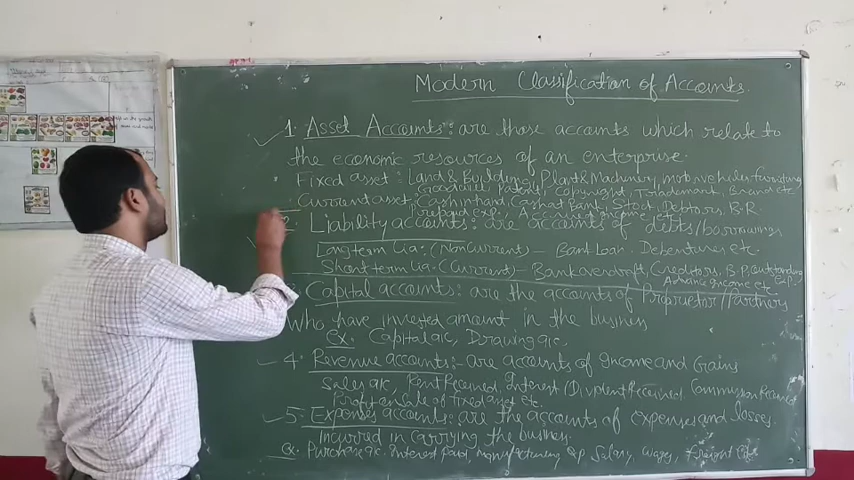 Modern Classification of Accounts.
1. Asset Accounts: are those accounts which relate to
the economic resources of an enterprise.
Fixed asset: Land & Building, Plant & Machinery, motor vehicles, furniture
Goodwill, Patent, Copyright, Trademark, Brand etc.
Current asset: Cash in hand, Cash at Bank, Stock, Debtors, B.R.
Prepaid exp., Accrued income etc
2. Liability accounts: are accounts of debts/borrowings
Long term Lia: (Non Current) - Bank Loan, Debentures etc.
Short term Lia: (Current) - Bank overdraft, Creditors, B.P, Outstanding
Advance income etc
Capital accounts: are the accounts of Proprietor/Partners
who have invested amount in the business
ex. Capital a/c, Drawing a/c.
4. Revenue accounts:- are accounts of Income and Gains
Sales a/c, Rent Received, Interest/Divident Received, Commission Received
Profit on sale of fixed asset etc.
5. Expenses accounts: are the accounts of expenses and losses.
Incurred in carrying the business.
ex. Purchase a/c. Interest paid, manufacturing exp Salary, wages, freight